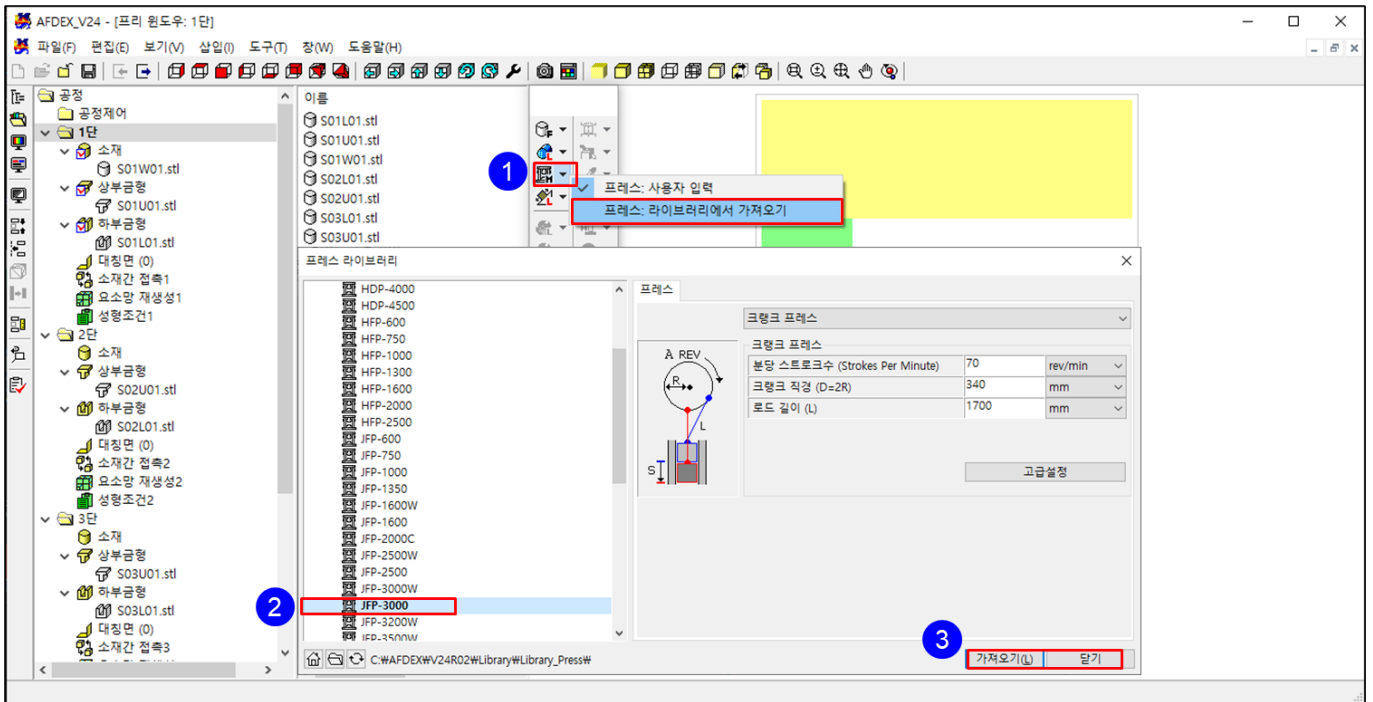 AFDEX_V24 - [프리 윈도우: 1단]
파일(F) 편집(E) 보기(V) 삽입(I) 도구(T) 창(W) 도움말(H)
공정
공정제어
1단
소재
S01W01.stl
상부금형
S01U01.stl
하부금형
S01L01.stl
대칭면 (0)
소재간 접촉1
요소망 재생성1
성형조건1
2단
소재
상부금형
S02U01.stl
하부금형
S02L01.stl
대칭면 (0)
소재간 접촉2
요소망 재생성2
성형조건2
3단
소재
상부금형
S03U01.stl
하부금형
S03L01.stl
대칭면 (0)
소재간 접촉3
이름
S01L01.stl
S01U01.stl
S01W01.stl
S02L01.stl
S02U01.stl
S03L01.stl
S03U01.stl
1
프레스: 사용자 입력
프레스: 라이브러리에서 가져오기
프레스 라이브러리
HDP-4000
HDP-4500
HFP-600
HFP-750
HFP-1000
HFP-1300
HFP-1600
HFP-2000
HFP-2500
JFP-600
JFP-750
JFP-1000
JFP-1350
JFP-1600W
JFP-1600
JFP-2000C
JFP-2500W
JFP-2500
JFP-3000W
2
JFP-3000
JFP-3200W
JFP-3500W
프레스
크랭크 프레스
A REV
R
L
S
크랭크 프레스
분당 스트로크수 (Strokes Per Minute) 70 rev/min
크랭크 직경 (D=2R) 340 mm
로드 길이 (L) 1700 mm
고급설정
3
C:₩AFDEX₩V24R02₩Library₩Library_Press₩
가져오기(L) 닫기